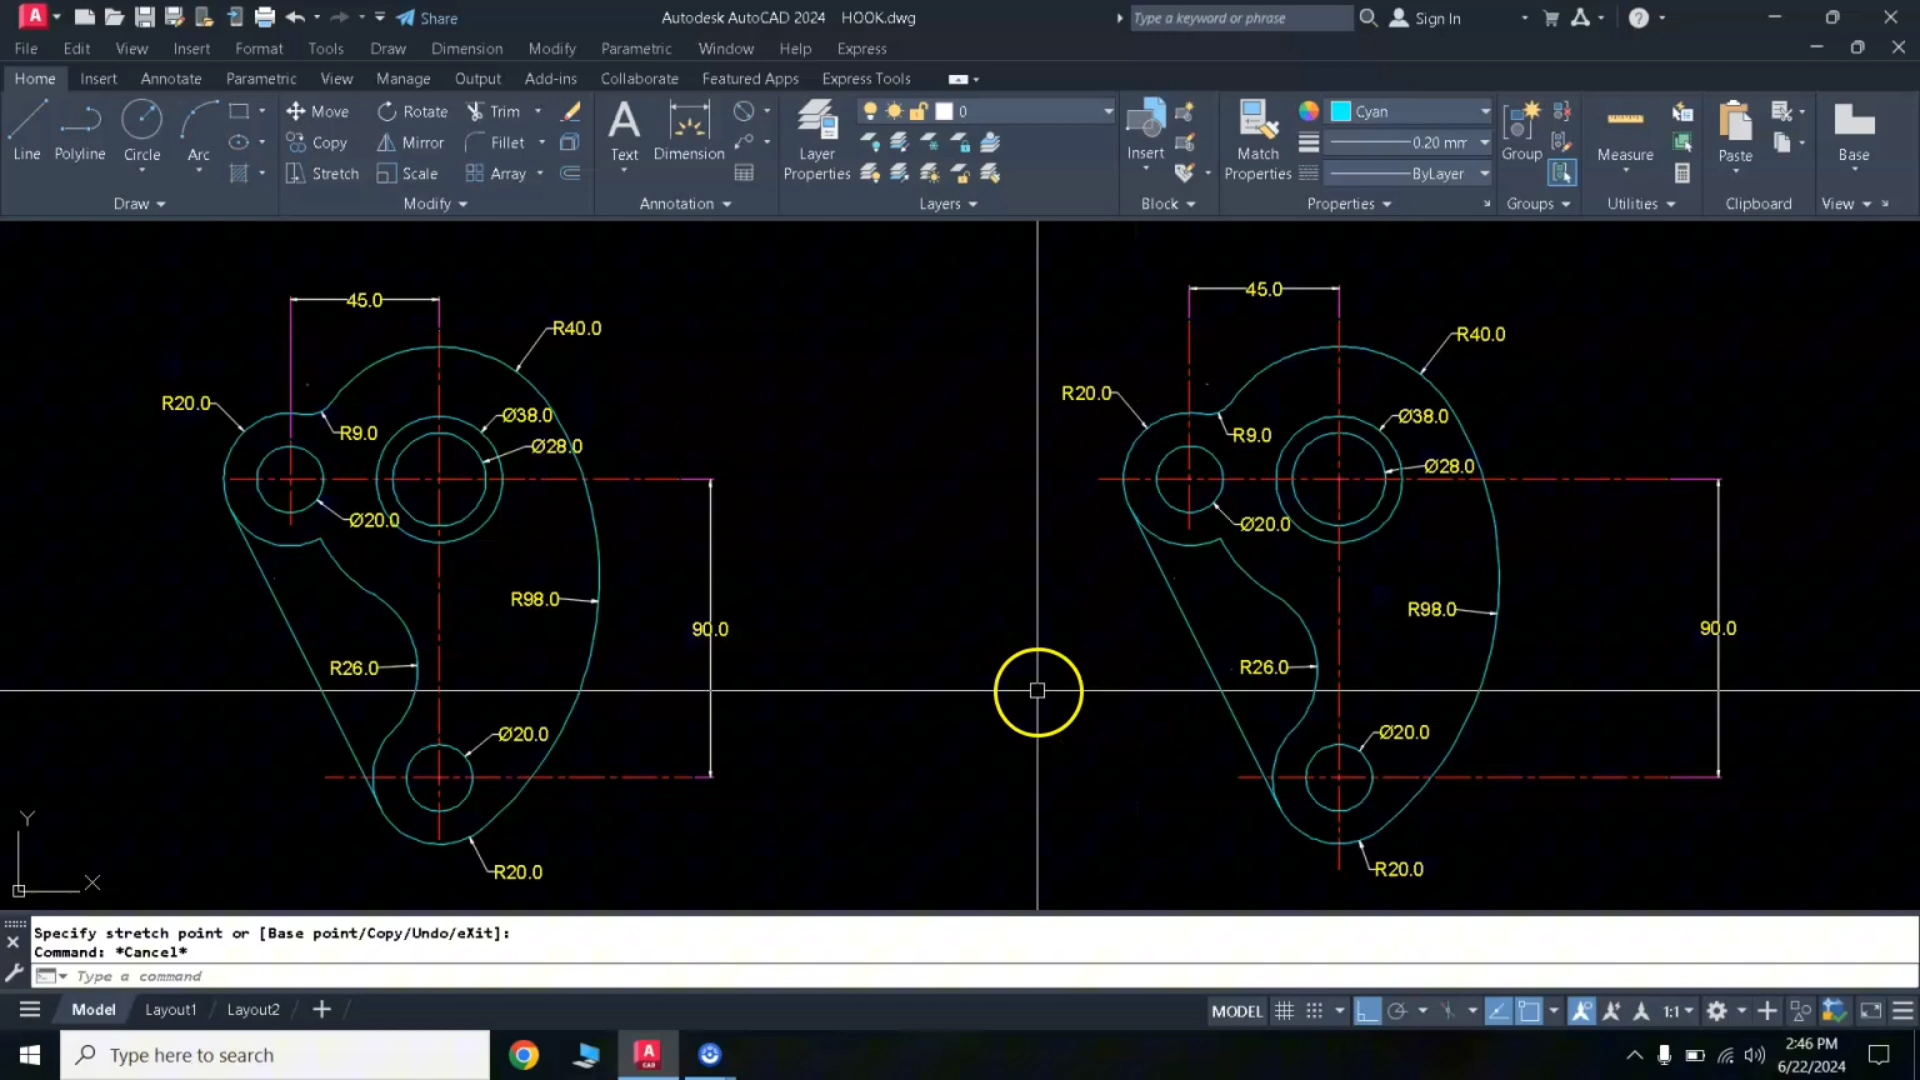 Share
Autodesk AutoCAD 2024 HOOK.dwg
Type a keyword or phrase
Sign In
File Edit View Insert Format Tools Draw Dimension Modify Parametric Window Help Express
Home Insert Annotate Parametric View Manage Output Add-ins Collaborate Featured Apps Express Tools
Line Polyline Circle Arc
Move Rotate Trim
Copy Mirror Fillet
Stretch Scale Array
Text Dimension
Layer Properties
0
Insert
Match Properties
Cyan
0.20 mm
ByLayer
Group
Measure
Paste
Base
Draw Modify Annotation Layers Block Properties Groups Utilities Clipboard View
45.0
R40.0
R20.0
R9.0
Ø38.0
Ø28.0
Ø20.0
R98.0
90.0
R26.0
Ø20.0
R20.0
45.0
R40.0
R20.0
R9.0
Ø38.0
Ø28.0
Ø20.0
R98.0
90.0
R26.0
Ø20.0
R20.0
Y
X
Specify stretch point or [Base point/Copy/Undo/eXit]:
Command: *Cancel*
Type a command
Model Layout1 Layout2
MODEL
1:1
Type here to search
A
CAD
2:46 PM
6/22/2024